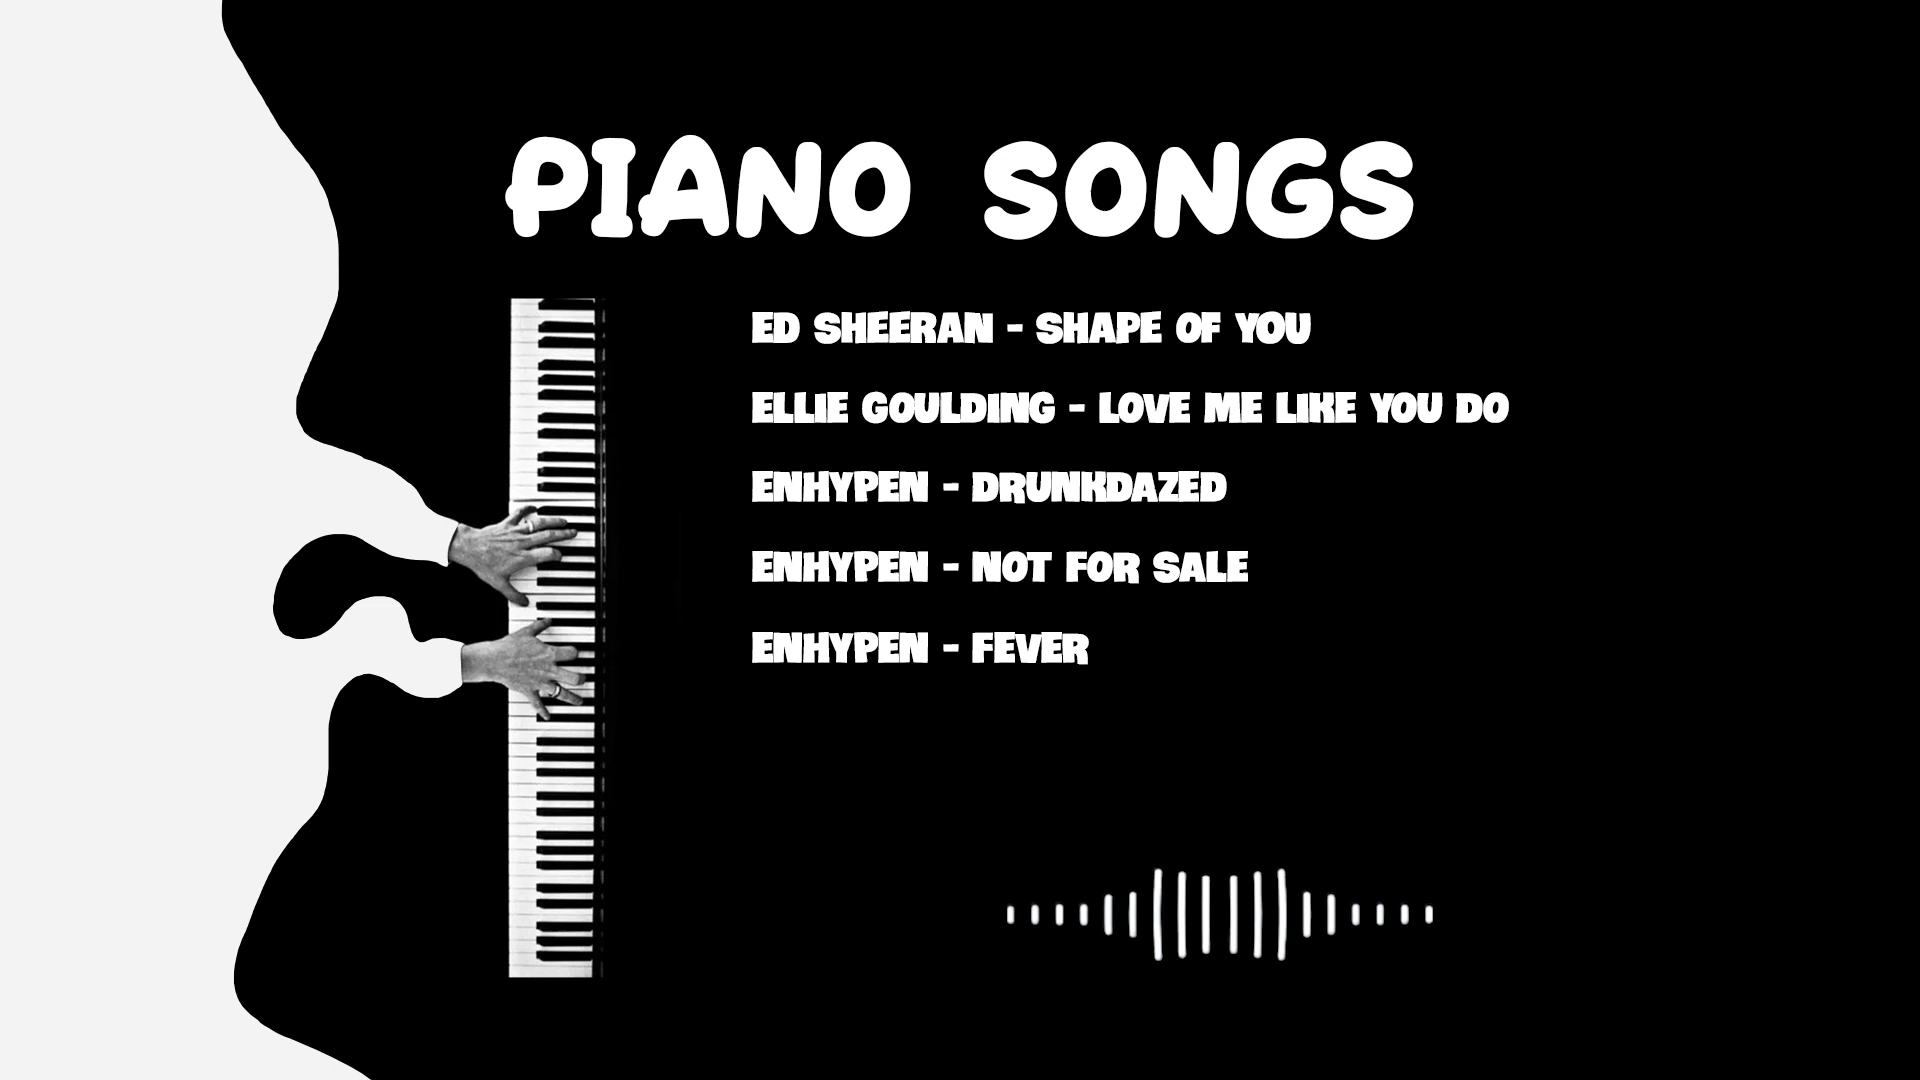 PIANO SONGS
ED SHEERAN - SHAPE OF YOU
ELLIE GOULDING - LOVE ME LIKE YOU DO
ENHYPEN - DRUNKDAZED
ENHYPEN - NOT FOR SALE
ENHYPEN - FEVER